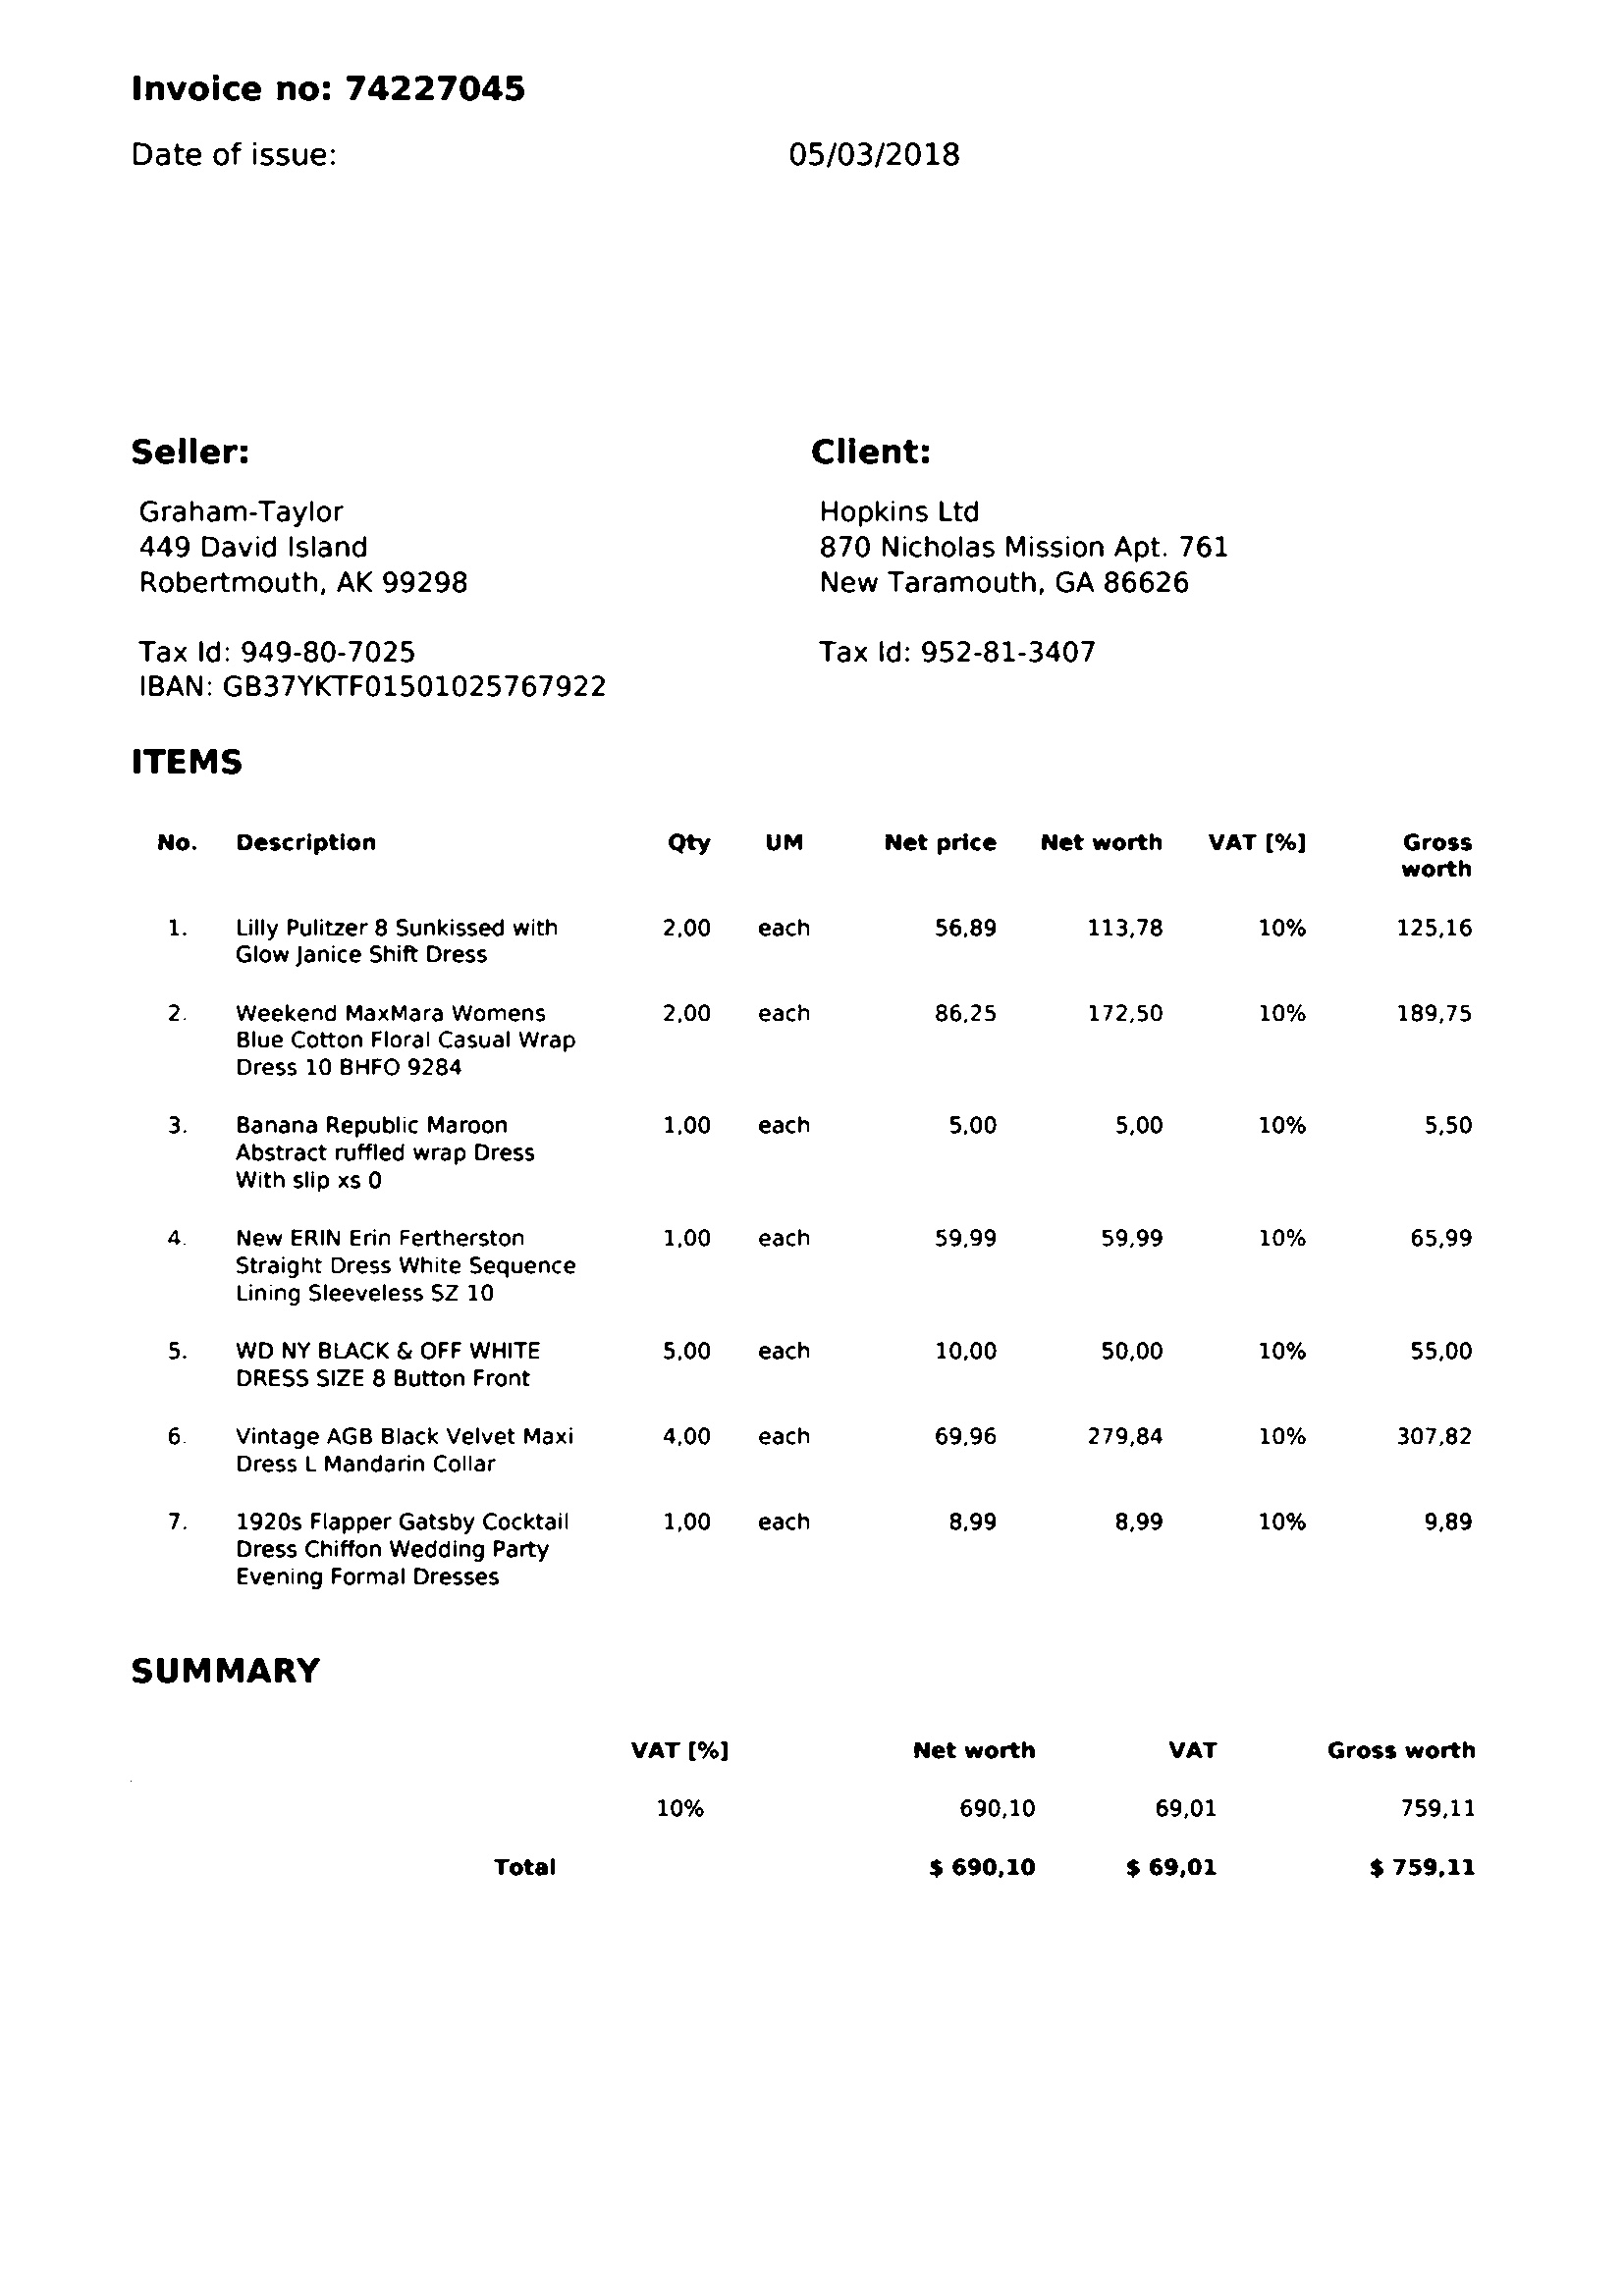 Invoice no: 74227045
Date of issue: 05/03/2018
Seller:
Graham-Taylor
449 David Island
Robertmouth, AK 99298
Tax Id: 949-80-7025
IBAN: GB37YKTF01501025767922
Client:
Hopkins Ltd
870 Nicholas Mission Apt. 761
New Taramouth, GA 86626
Tax Id: 952-81-3407
ITEMS
No. Description Qty UM Net price Net worth VAT [%] Gross
worth
1. Lilly Pulitzer 8 Sunkissed with 2,00 each 56,89 113,78 10% 125,16
Glow Janice Shift Dress
2. Weekend MaxMara Womens 2,00 each 86,25 172,50 10% 189,75
Blue Cotton Floral Casual Wrap
Dress 10 BHFO 9284
3. Banana Republic Maroon 1,00 each 5,00 5,00 10% 5,50
Abstract ruffled wrap Dress
With slip xs 0
4. New ERIN Erin Fertherston 1,00 each 59,99 59,99 10% 65,99
Straight Dress White Sequence
Lining Sleeveless SZ 10
5. WD NY BLACK & OFF WHITE 5,00 each 10,00 50,00 10% 55,00
DRESS SIZE 8 Button Front
6. Vintage AGB Black Velvet Maxi 4,00 each 69,96 279,84 10% 307,82
Dress L Mandarin Collar
7. 1920s Flapper Gatsby Cocktail 1,00 each 8,99 8,99 10% 9,89
Dress Chiffon Wedding Party
Evening Formal Dresses
SUMMARY
VAT [%] Net worth VAT Gross worth
10% 690,10 69,01 759,11
Total $ 690,10 $ 69,01 $ 759,11